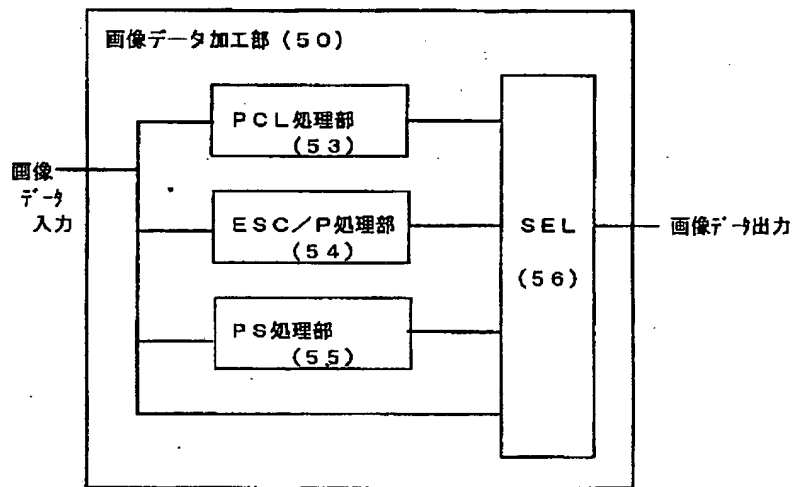 画像データ加工部(50)
PCL処理部
(53)
画像
データ
入力
ESC/P処理部
(54)
SEL
(56)
画像データ出力
PS処理部
(55)